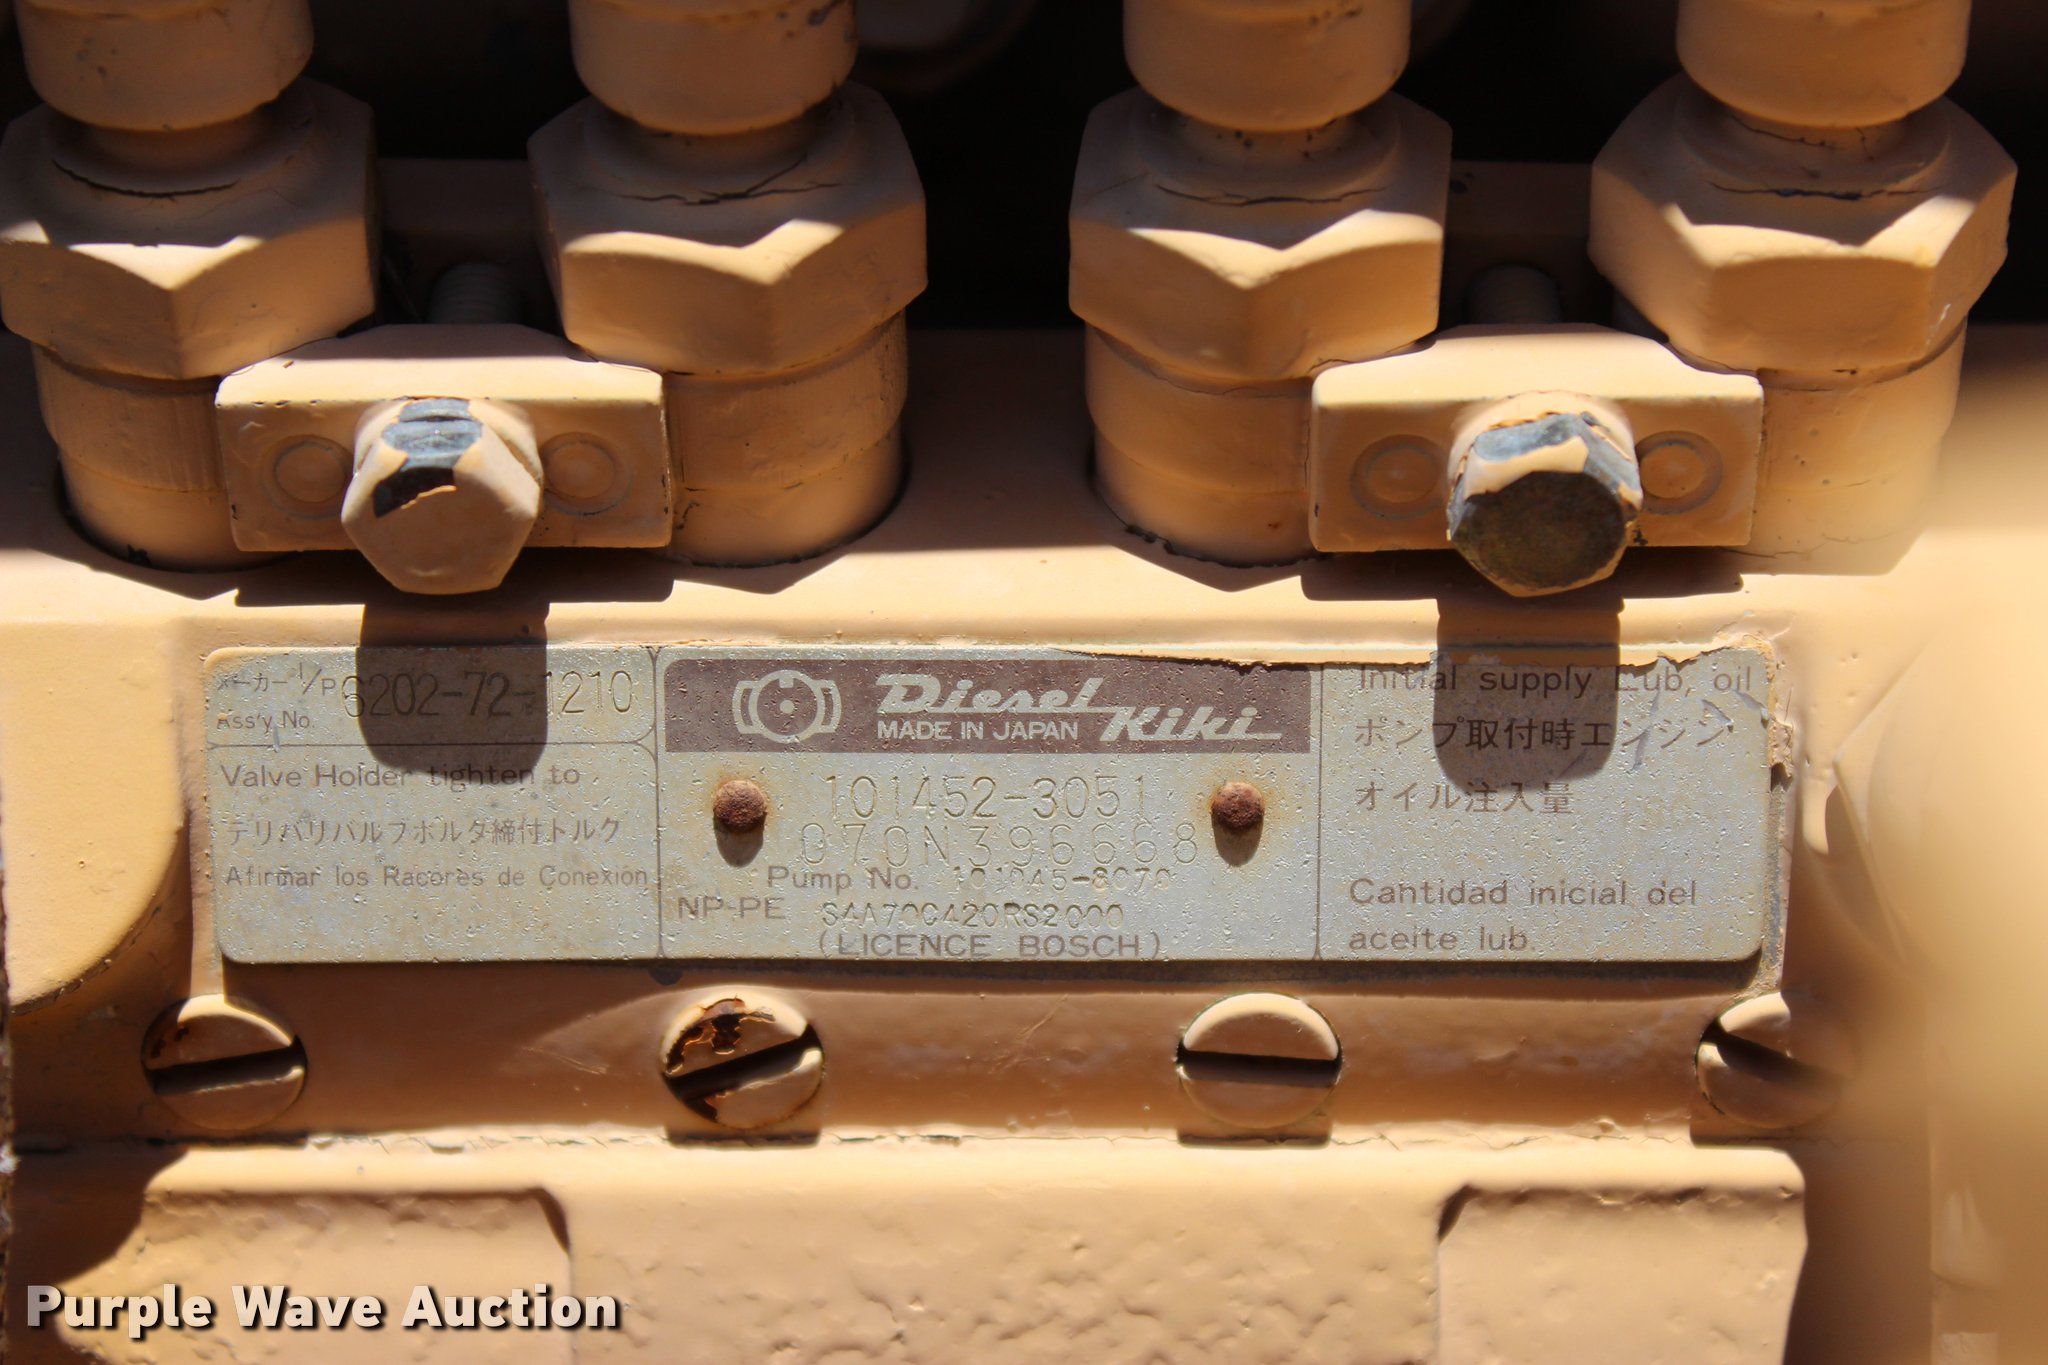 メーカー I/P 6202-72-1210
Ass'y No.
Valve Holder tighten to
デリバリバルブホルダ締付トルク
Afirmar los Racores de Conexion
Diesel Kiki
MADE IN JAPAN
101452-3051
070N396668
Pump No. 101045-8070
NP-PE S4A70C420RS2000
(LICENCE BOSCH)
Initial supply Lub, oil
ポンプ取付時エンジン
オイル注入量
Cantidad inicial del
aceite lub.
Purple Wave Auction